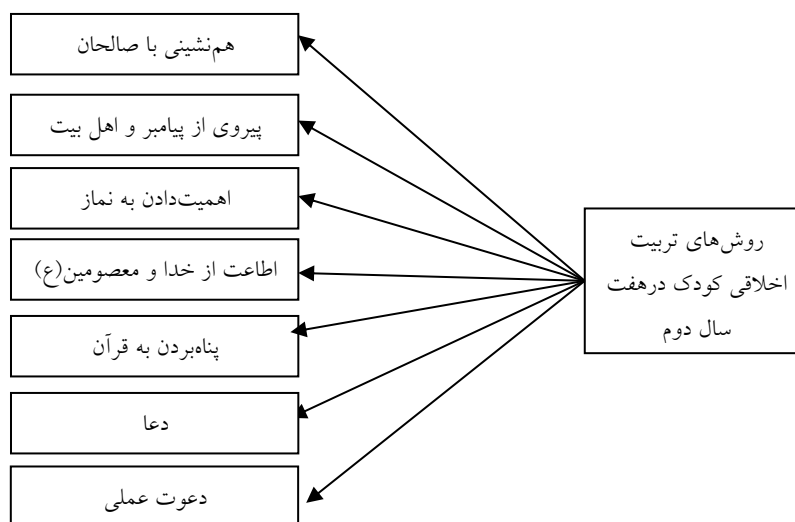 روش‌های تربیت
اخلاقی کودک درهفت
سال دوم
هم‌نشینی با صالحان
پیروی از پیامبر و اهل بیت
اهمیت‌دادن به نماز
اطاعت از خدا و معصومین(ع)
پناه‌بردن به قرآن
دعا
دعوت عملی